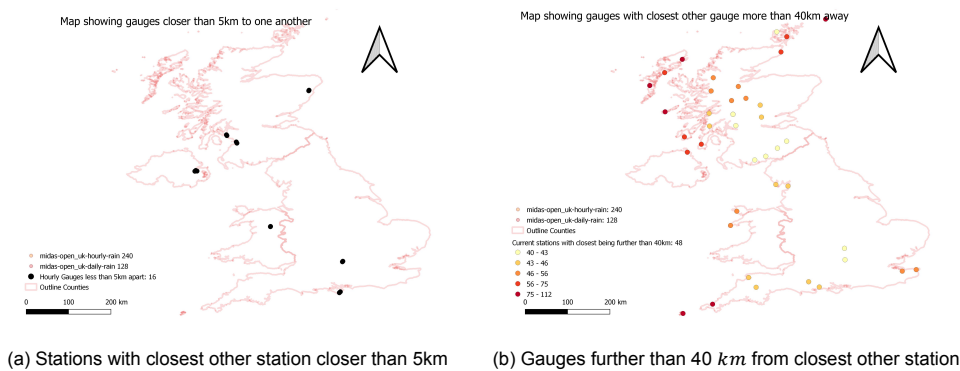 Map showing gauges closer than 5km to one another
midas-open_uk-hourly-rain 240
midas-open_uk-daily-rain 128
Hourly Gauges less than 5km apart: 16
Outline Counties
0 100 200 km
(a) Stations with closest other station closer than 5km
Map showing gauges with closest other gauge more than 40km away
midas-open_uk-hourly-rain: 240
midas-open_uk-daily-rain: 128
Outline Counties
Current stations with closest being further than 40km: 48
40 - 43
43 - 46
46 - 56
56 - 75
75 - 112
0 100 200 km
(b) Gauges further than 40 km from closest other station